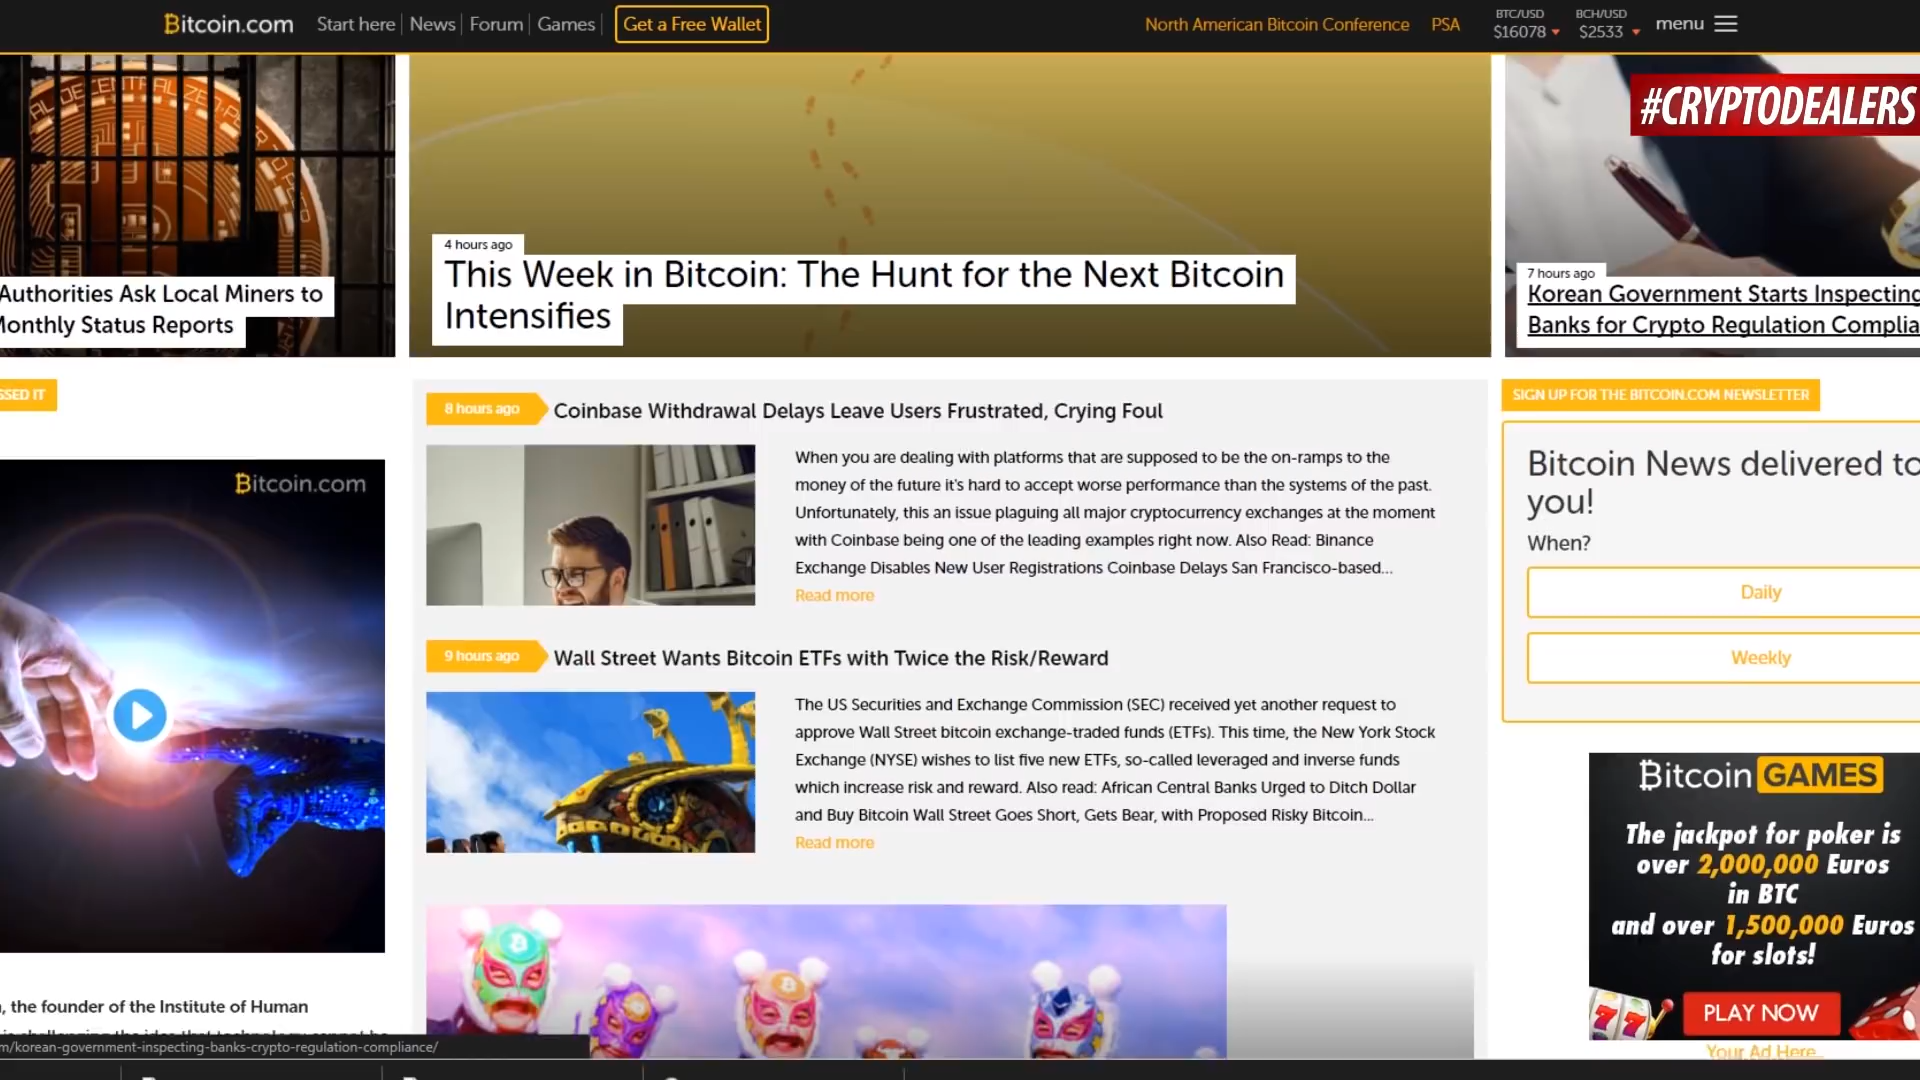 Bitcoin.com
Start here
News
Forum
Games
Get a Free Wallet
North American Bitcoin Conference
PSA
BTC/USD
$16078
BCH/USD
$2533
menu
#CRYPTODEALERS
Authorities Ask Local Miners to
Monthly Status Reports
4 hours ago
This Week in Bitcoin: The Hunt for the Next Bitcoin
Intensifies
7 hours ago
Korean Government Starts Inspecting
Banks for Crypto Regulation Complia
SSED IT
Bitcoin.com
, the founder of the Institute of Human
m/korean-government-inspecting-banks-crypto-regulation-compliance/
8 hours ago
Coinbase Withdrawal Delays Leave Users Frustrated, Crying Foul
When you are dealing with platforms that are supposed to be the on-ramps to the
money of the future it's hard to accept worse performance than the systems of the past.
Unfortunately, this an issue plaguing all major cryptocurrency exchanges at the moment
with Coinbase being one of the leading examples right now. Also Read: Binance
Exchange Disables New User Registrations Coinbase Delays San Francisco-based...
Read more
9 hours ago
Wall Street Wants Bitcoin ETFs with Twice the Risk/Reward
The US Securities and Exchange Commission (SEC) received yet another request to
approve Wall Street bitcoin exchange-traded funds (ETFs). This time, the New York Stock
Exchange (NYSE) wishes to list five new ETFs, so-called leveraged and inverse funds
which increase risk and reward. Also read: African Central Banks Urged to Ditch Dollar
and Buy Bitcoin Wall Street Goes Short, Gets Bear, with Proposed Risky Bitcoin...
Read more
SIGN UP FOR THE BITCOIN.COM NEWSLETTER
Bitcoin News delivered to
you!
When?
Daily
Weekly
Bitcoin GAMES
The jackpot for poker is
over 2,000,000 Euros
in BTC
and over 1,500,000 Euros
for slots!
PLAY NOW
Your Ad Here